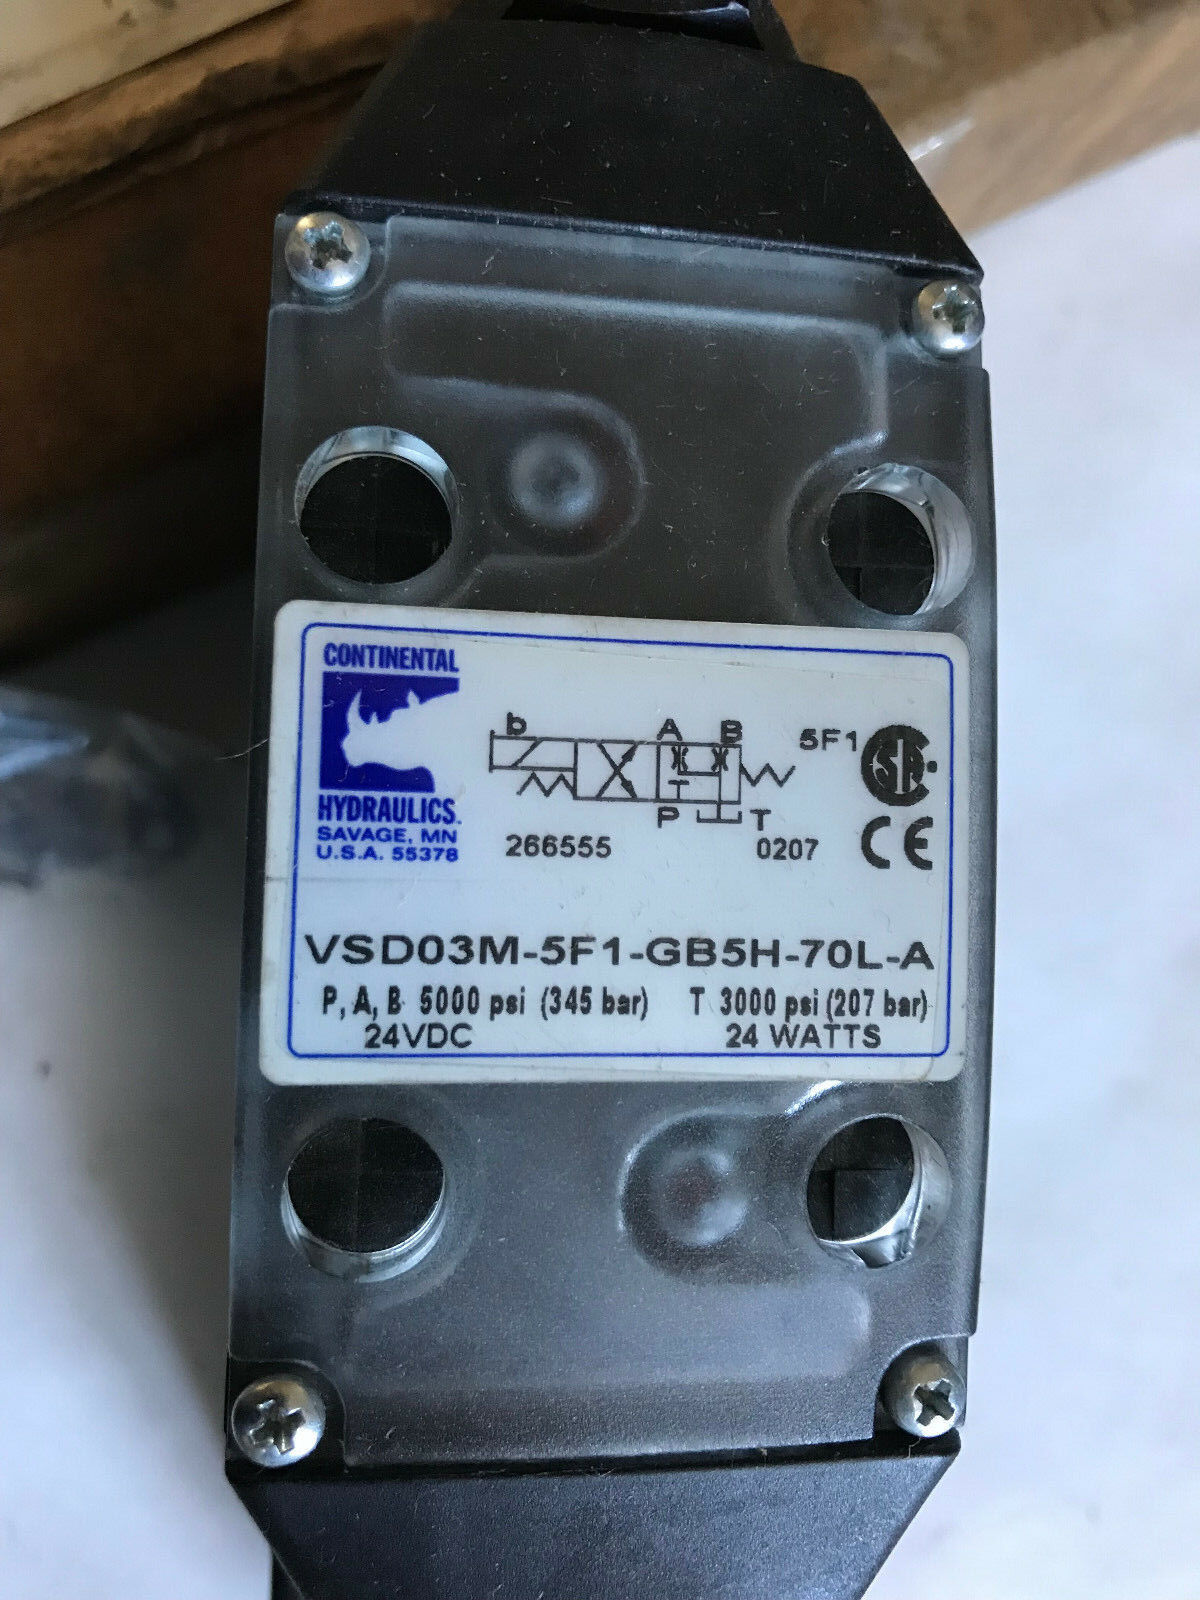 CONTINENTAL
HYDRAULICS.
SAVAGE, MN
U.S.A. 55378
b
A B
5F1
T
P T
266555 0207
CSA
CE
VSD03M-5F1-GB5H-70L-A
P, A, B 5000 psi (345 bar) T 3000 psi (207 bar)
24VDC 24 WATTS